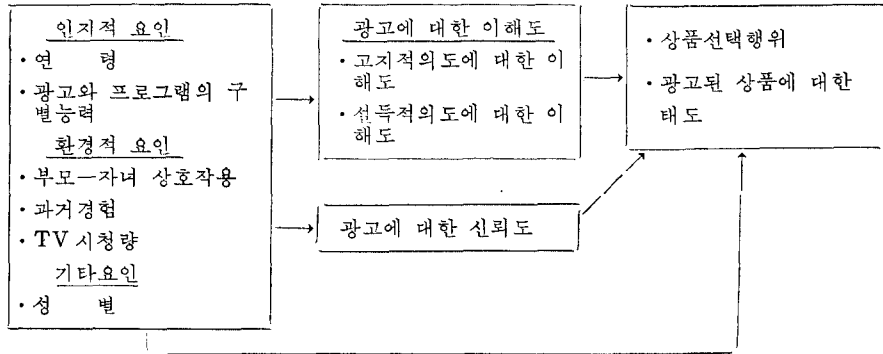 인지적 요인
· 연 령
· 광고와 프로그램의 구
별능력
환경적 요인
· 부모—자녀 상호작용
· 과거경험
· TV 시청량
기타요인
· 성 별
광고에 대한 이해도
· 고지적의도에 대한 이
해도
· 설득적의도에 대한 이
해도
광고에 대한 신뢰도
· 상품선택행위
· 광고된 상품에 대한
태도